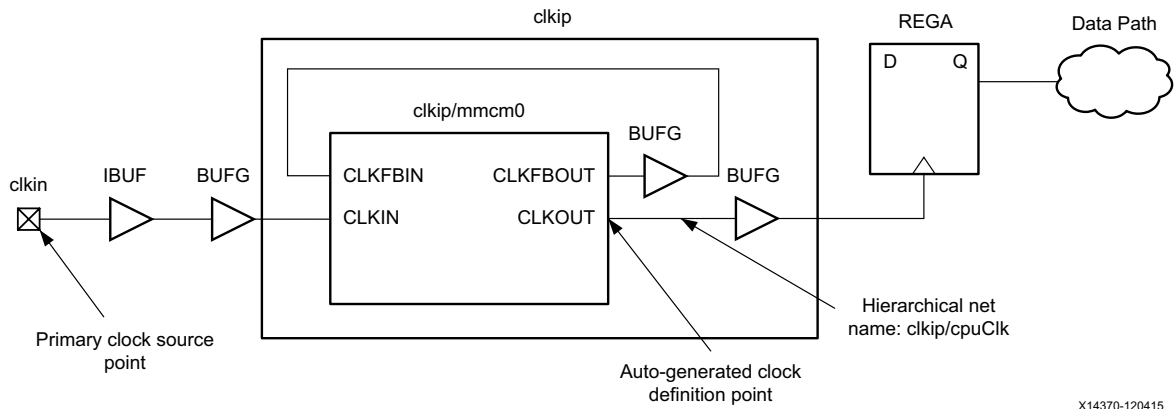 clkip
REGA
Data Path
D
Q
clkip/mmcm0
BUFG
clkin
IBUF
BUFG
CLKFBIN
CLKFBOUT
BUFG
CLKIN
CLKOUT
Primary clock source
point
Hierarchical net
name: clkip/cpuClk
Auto-generated clock
definition point
X14370-120415